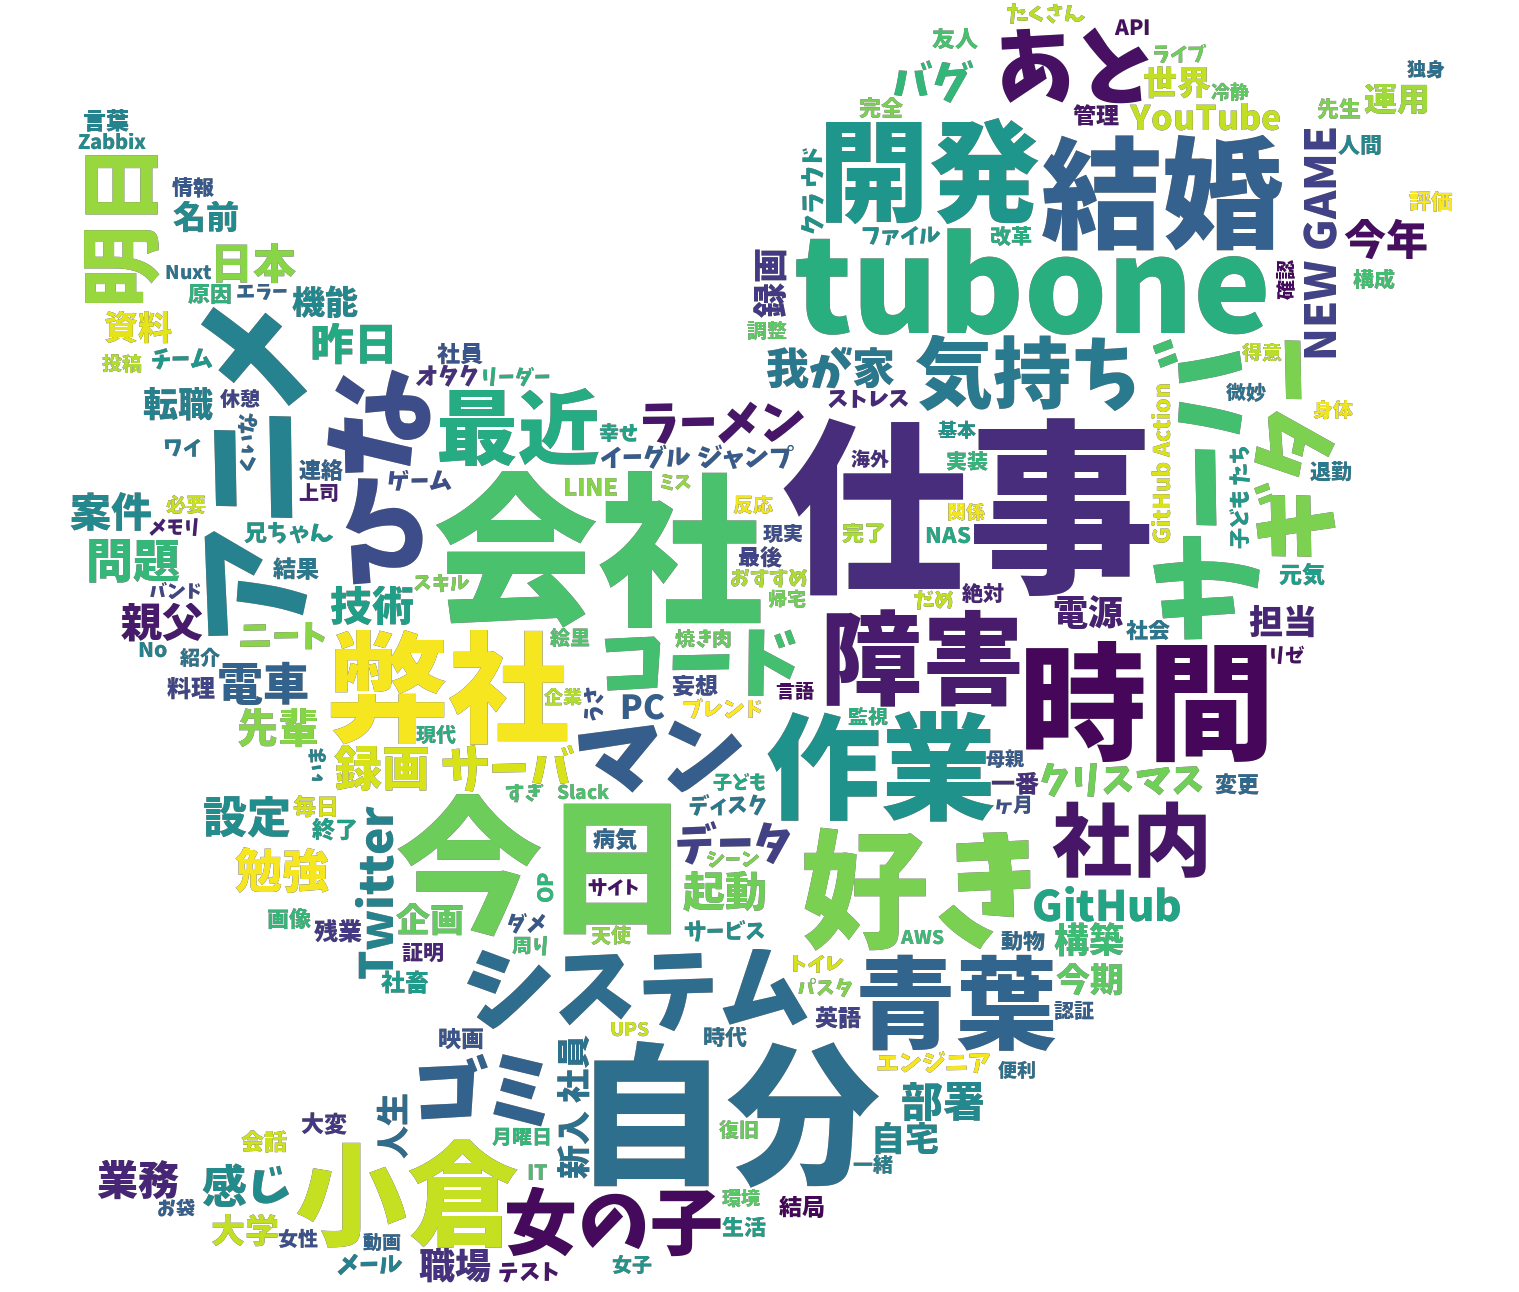 たくさん
API
友人
あと
ライブ
独身
バグ
世界
冷静
完全
管理
YouTube
先生
運用
言葉
Zabbix
開発
結婚
NEW GAME
人間
明日
情報
クラウド
評価
名前
ファイル
改革
今年
Nuxt
日本
録画
tubone
確認
構成
原因
エラー
機能
資料
昨日
調整
投稿
チーム
アニメ
社員
我が家
気持ち
サーバー
得意
ギター
オタク
リーダー
転職
休憩
さらな
最近
ラーメン
ストレス
GitHub Action
微妙
身体
ワイ
いない
幸せ
イーグル ジャンプ
仕事
基本
子どもたち
連絡
ゲーム
海外
実装
退勤
上司
会社
LINE
ミス
案件
必要
反応
関係
メモリ
兄ちゃん
現実
完了
NAS
問題
結果
最後
スキル
おすすめ
元気
バンド
技術
帰宅
だめ
絶対
電源
親父
ニート
弊社
絵里
コード
焼き肉
障害
社会
担当
No
紹介
時間
リゼ
料理
電車
企業
PC
妄想
言語
先輩
現代
マン
ブレンド
監視
録画
サーバ
作業
母親
すぎ
Slack
子ども
一番
クリスマス
変更
設定
毎日
ディスク
ヶ月
終了
Twitter
今日
病気
データ
好き
社内
勉強
サイト
シーン
OP
起動
GitHub
画像
残業
企画
ダメ
周り
天使
サービス
AWS
動物
構築
証明
社畜
システム
トイレ
パスタ
青葉
今期
英語
認証
映画
UPS
時代
エンジニア
便利
ゴミ
新入 社員
自分
人生
部署
大変
会話
月曜日
復旧
自宅
業務
感じ
小倉
IT
一緒
お袋
女の子
環境
結局
大学
女性
動画
生活
メール
職場
テスト
女子